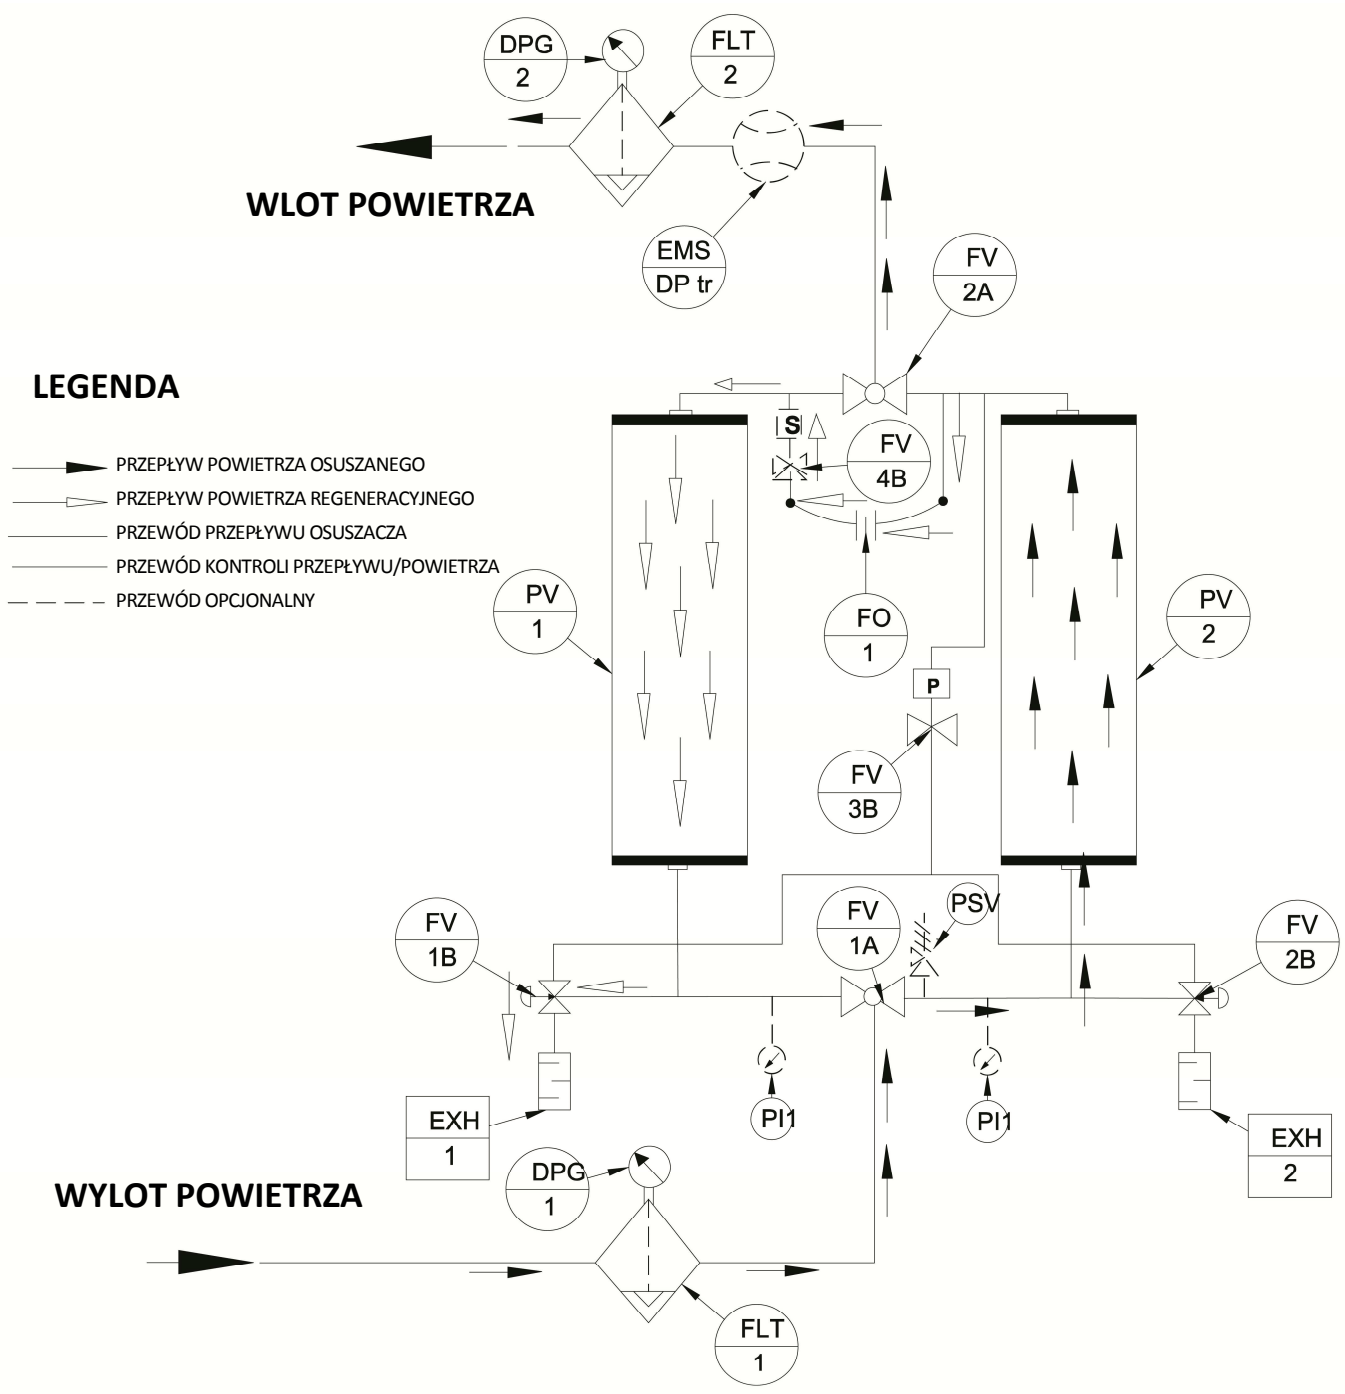 DPG
2
FLT
2
WLOT POWIETRZA
EMS
DP tr
FV
2A
LEGENDA
PRZEPŁYW POWIETRZA OSUSZANEGO
PRZEPŁYW POWIETRZA REGENERACYJNEGO
PRZEWÓD PRZEPŁYWU OSUSZACZA
PRZEWÓD KONTROLI PRZEPŁYWU/POWIETRZA
PRZEWÓD OPCJONALNY
S
FV
4B
PV
1
FO
1
PV
2
P
FV
3B
FV
1B
FV
1A
PSV
FV
2B
EXH
1
PI1
PI1
EXH
2
DPG
1
WYLOT POWIETRZA
FLT
1